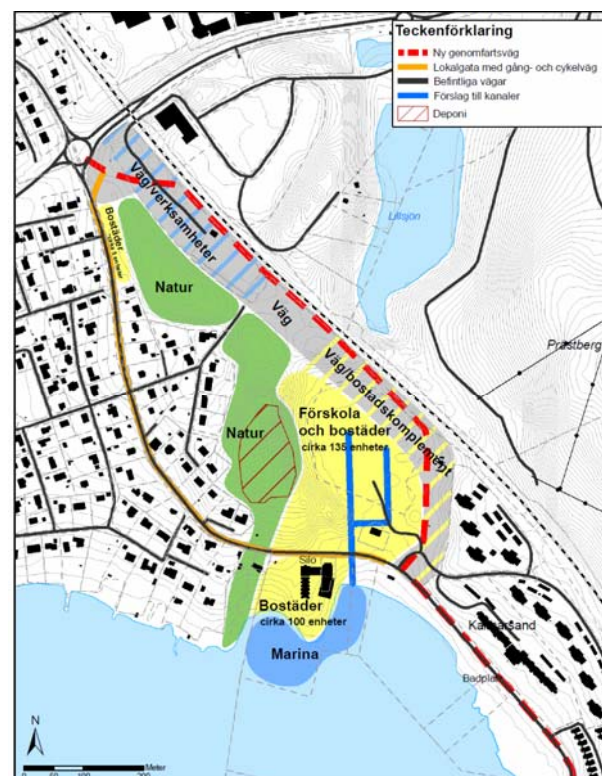 Teckenförklaring
Ny genomfartsväg
Lokalgata med gång- och cykelväg
Befintliga vägar
Förslag till kanaler
Deponi
Väg/verksamheter
Bostäder
Lillsjön
Natur
Väg
Prästberg
Väg/bostadskomplement
Förskola
och bostäder
cirka 135 enheter
Natur
Silo
Bostäder
cirka 100 enheter
Kalmarsand
Marina
Badplats
N
Meter
0